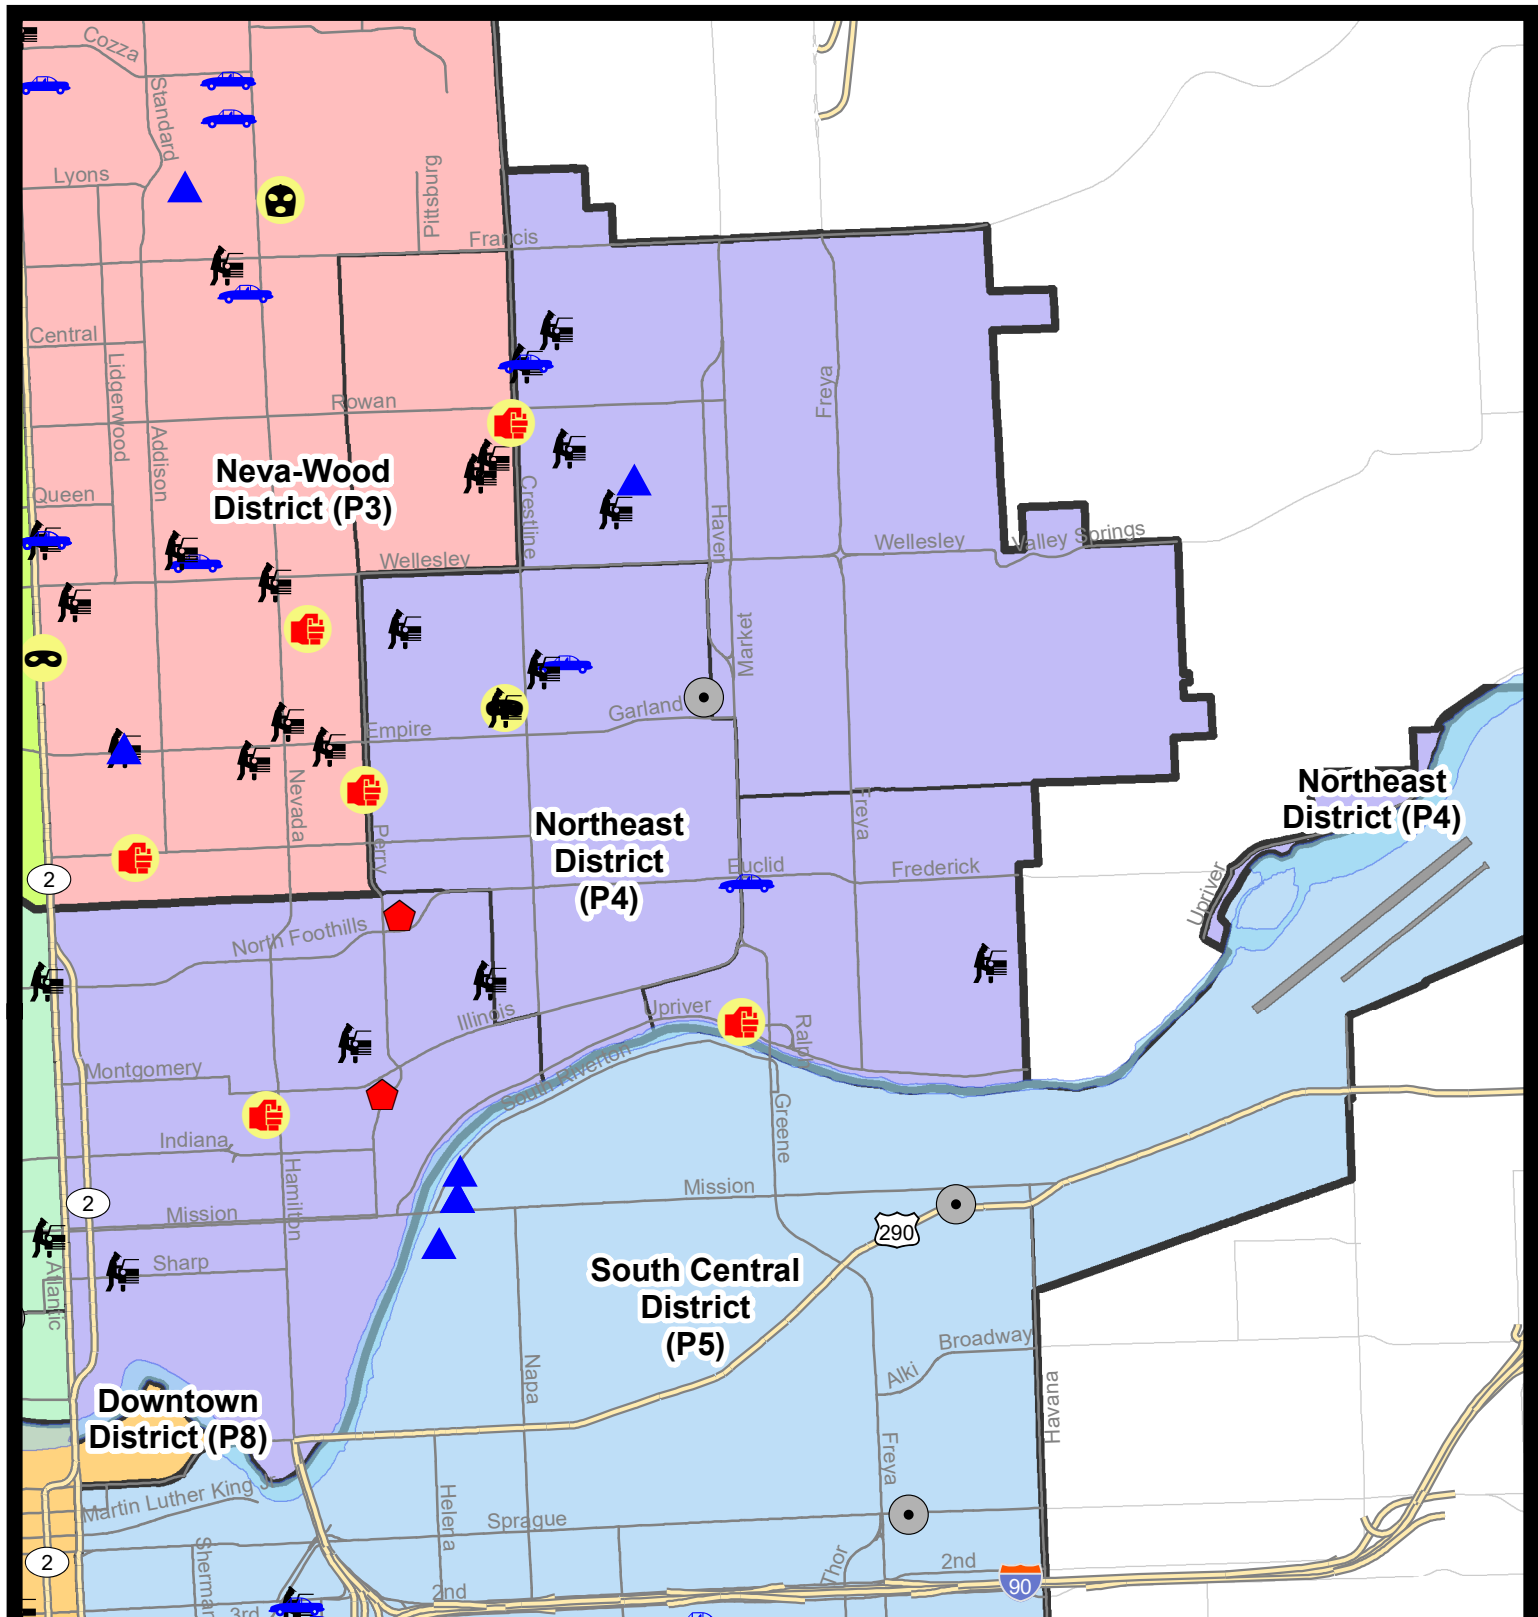 Cozza
Standard
Lyons
Pittsburg
Francis
Central
Lidgerwood
Rowan
Freya
Addison
Neva-Wood
District (P3)
Queen
Crestline
Haven
Wellesley
Wellesley
Valley Springs
Market
Garland
Empire
Nevada
Perry
Freya
Northeast
District
(P4)
Northeast
District (P4)
Euclid
Frederick
Upriver
2
North Foothills
Illinois
Upriver
Ralph
South Riverton
Montgomery
Greene
Indiana
Hamilton
Mission
2
Mission
290
Sharp
Atlantic
South Central
District
(P5)
Broadway
Alki
Napa
Havana
Downtown
District (P8)
Freya
Martin Luther King Jr
Helena
Sprague
Sherman
Thor
2nd
2
90
2nd
3rd